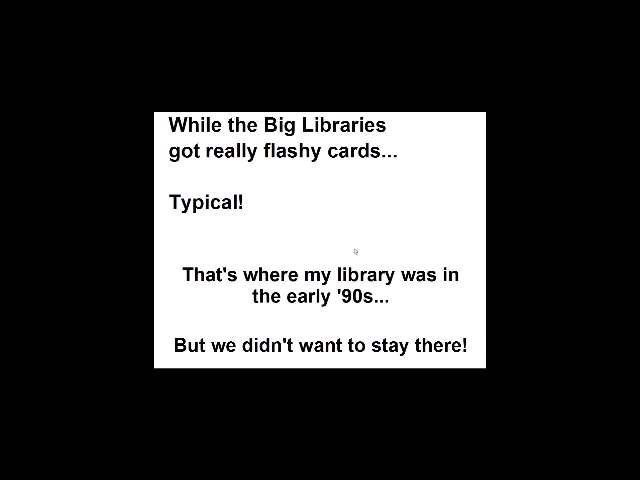 While the Big Libraries
got really flashy cards...
Typical!
That's where my library was in
the early '90s...
But we didn't want to stay there!